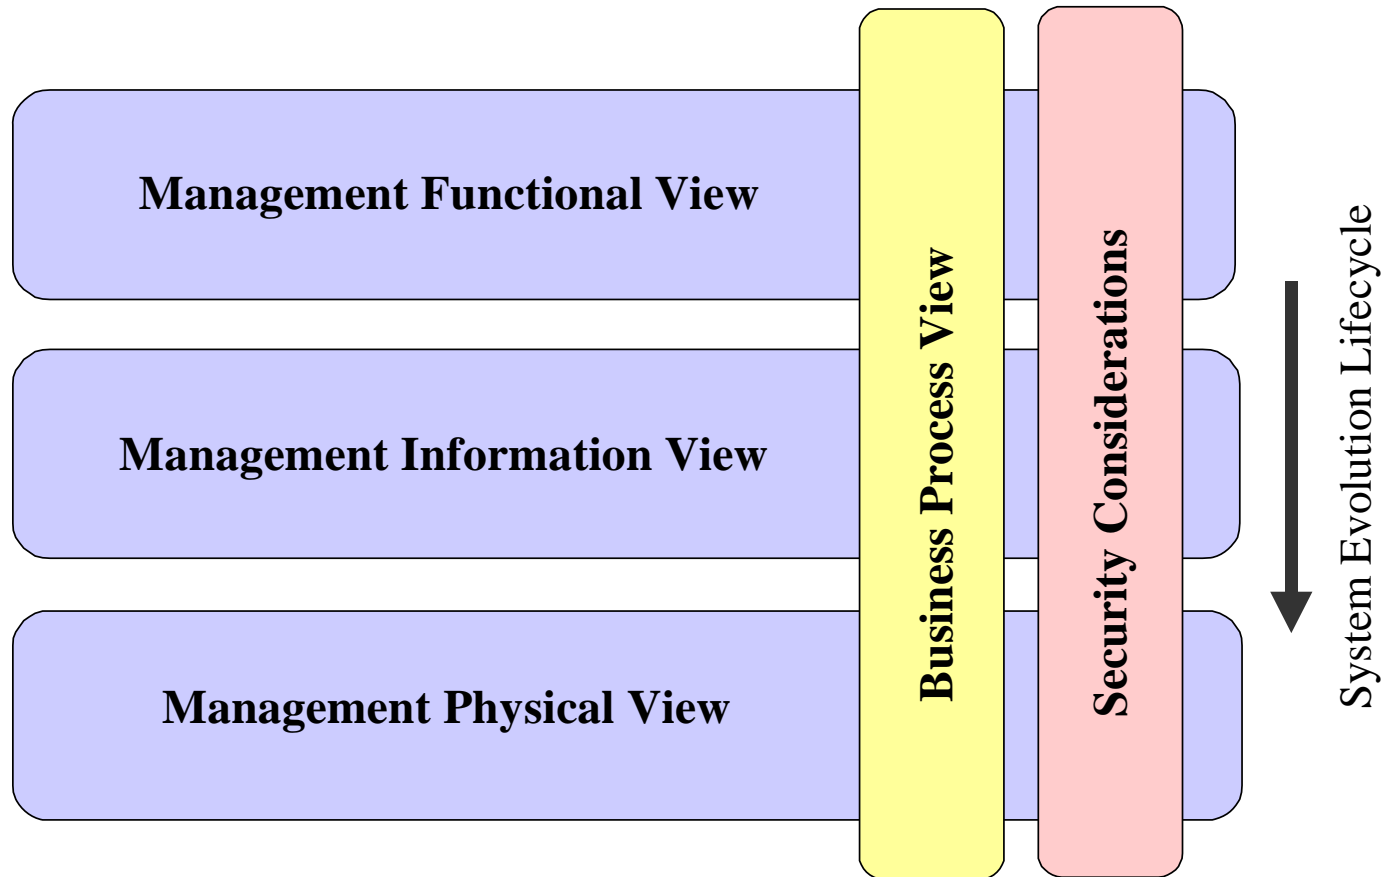 Management Functional View
Management Information View
Management Physical View
Business Process View
Security Considerations
System Evolution Lifecycle